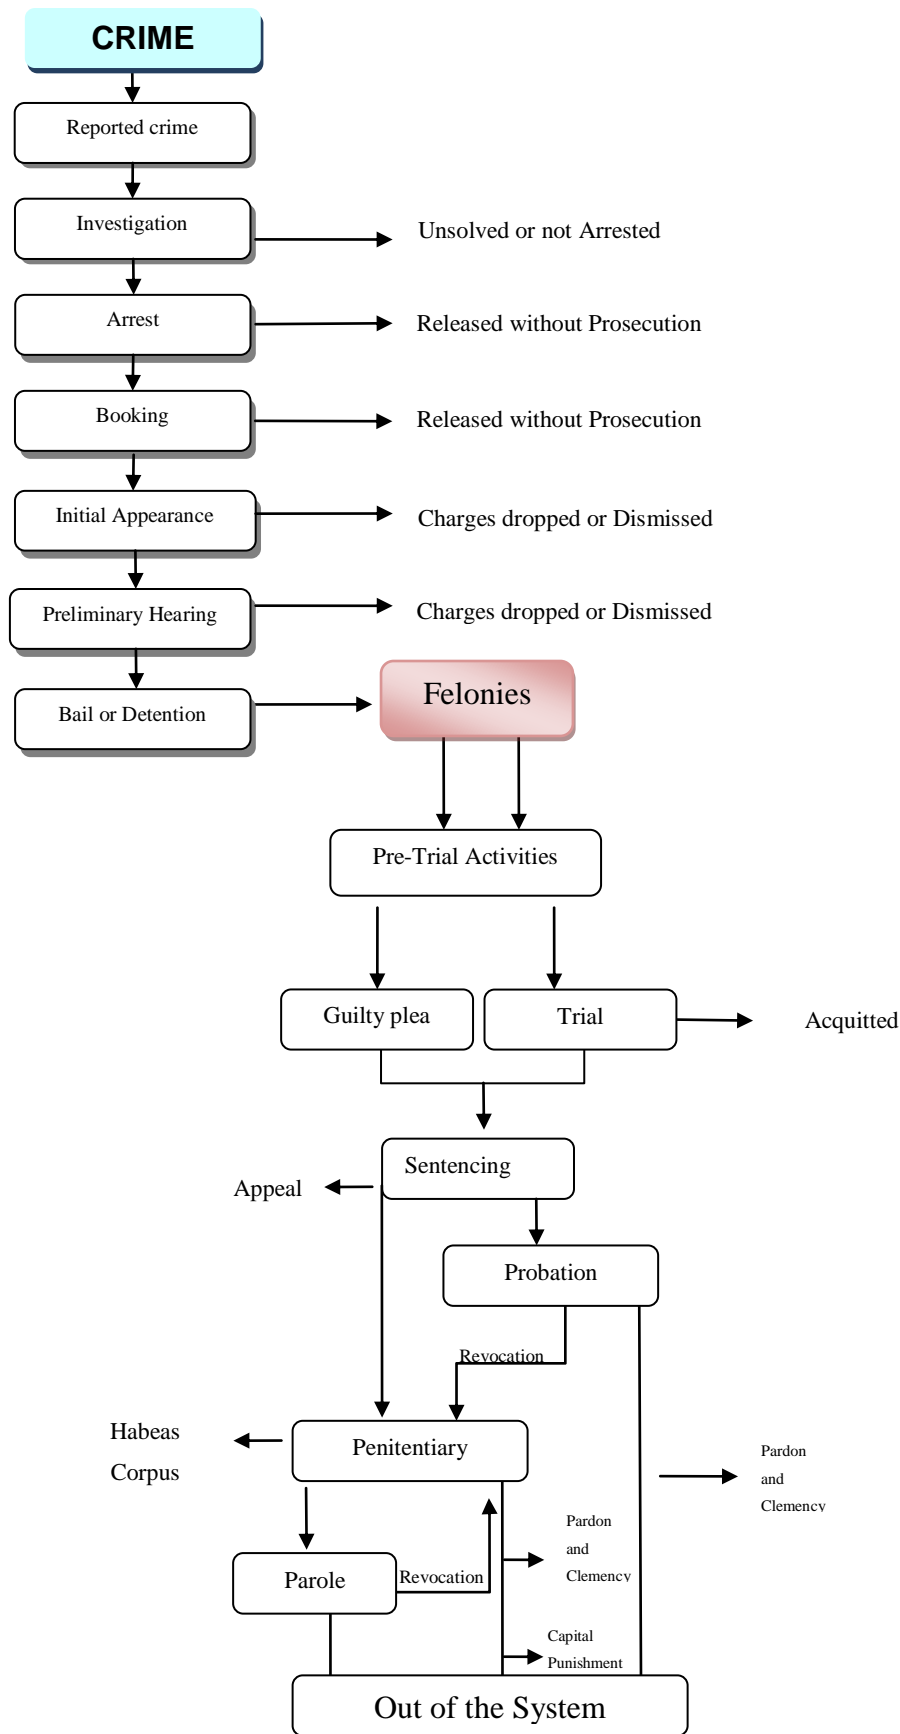 CRIME
Reported crime
Investigation
Unsolved or not Arrested
Arrest
Released without Prosecution
Booking
Released without Prosecution
Initial Appearance
Charges dropped or Dismissed
Preliminary Hearing
Charges dropped or Dismissed
Felonies
Bail or Detention
Pre-Trial Activities
Guilty plea
Trial
Acquitted
Sentencing
Appeal
Probation
Revocation
Habeas
Corpus
Penitentiary
Pardon
and
Clemency
Pardon
and
Clemency
Parole
Revocation
Capital
Punishment
Out of the System